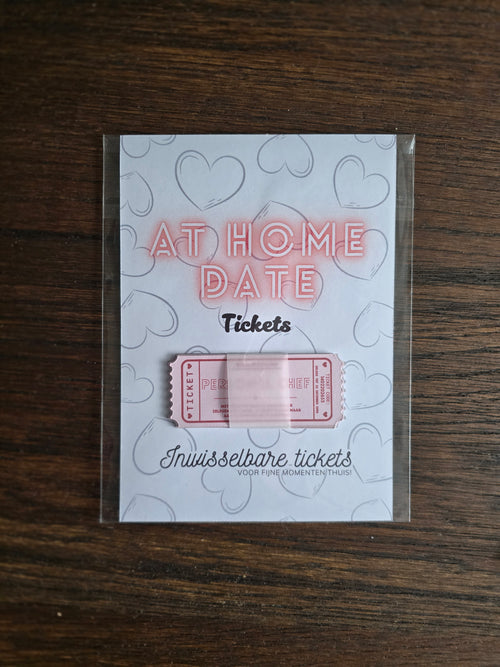 AT HOME
DATE
Tickets
TICKET
Inwisselbare tickets
VOOR FIJNE MOMENTEN THUIS!